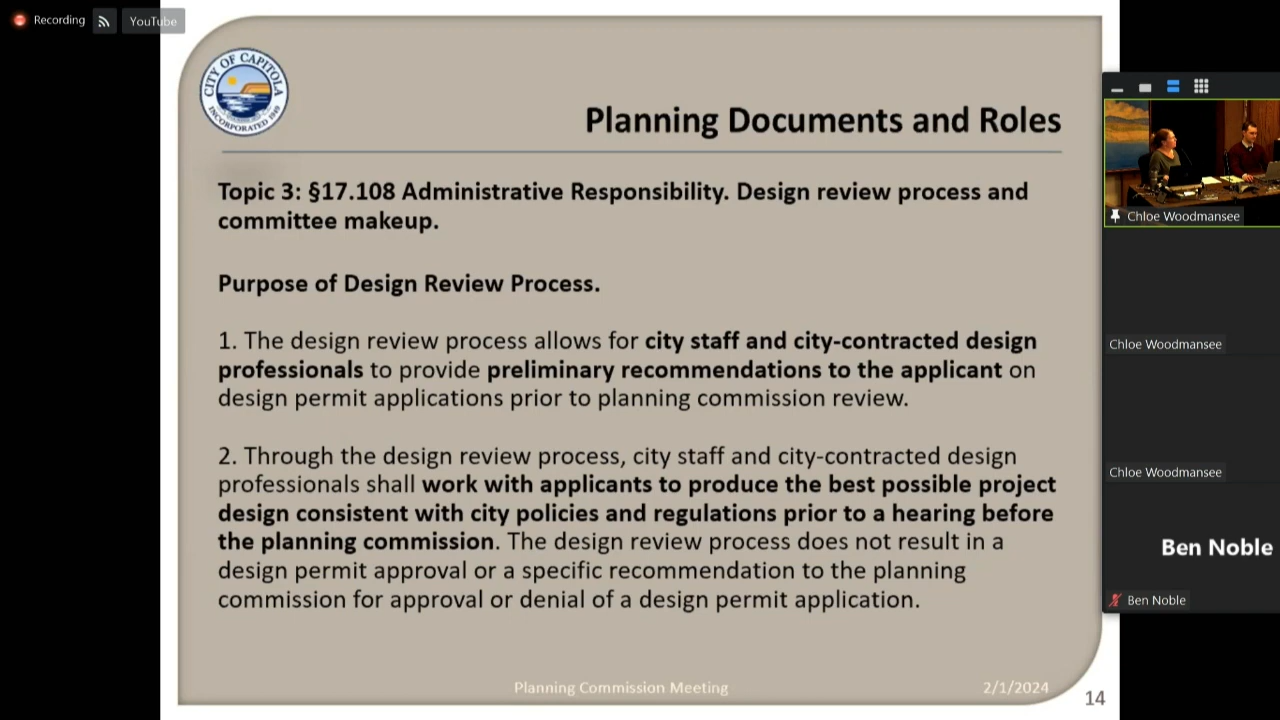 Recording
YouTube
CITY OF CAPITOLA
INCORPORATED 1949
Planning Documents and Roles
Topic 3: §17.108 Administrative Responsibility. Design review process and
committee makeup.
Purpose of Design Review Process.
1. The design review process allows for city staff and city-contracted design
professionals to provide preliminary recommendations to the applicant on
design permit applications prior to planning commission review.
2. Through the design review process, city staff and city-contracted design
professionals shall work with applicants to produce the best possible project
design consistent with city policies and regulations prior to a hearing before
the planning commission. The design review process does not result in a
design permit approval or a specific recommendation to the planning
commission for approval or denial of a design permit application.
Planning Commission Meeting
2/1/2024
14
Chloe Woodmansee
Chloe Woodmansee
Chloe Woodmansee
Ben Noble
Ben Noble